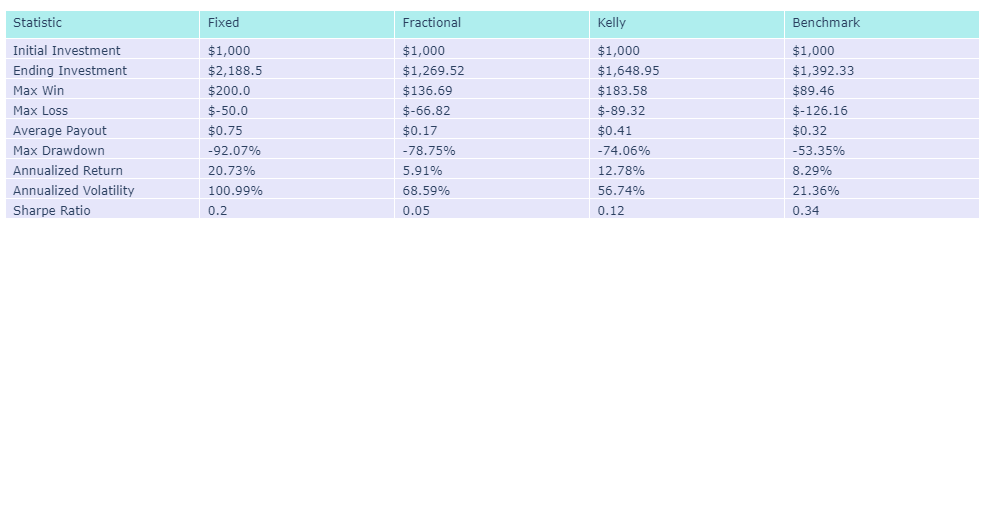 Statistic Fixed Fractional Kelly Benchmark
Initial Investment $1,000 $1,000 $1,000 $1,000
Ending Investment $2,188.5 $1,269.52 $1,648.95 $1,392.33
Max Win $200.0 $136.69 $183.58 $89.46
Max Loss $-50.0 $-66.82 $-89.32 $-126.16
Average Payout $0.75 $0.17 $0.41 $0.32
Max Drawdown -92.07% -78.75% -74.06% -53.35%
Annualized Return 20.73% 5.91% 12.78% 8.29%
Annualized Volatility 100.99% 68.59% 56.74% 21.36%
Sharpe Ratio 0.2 0.05 0.12 0.34